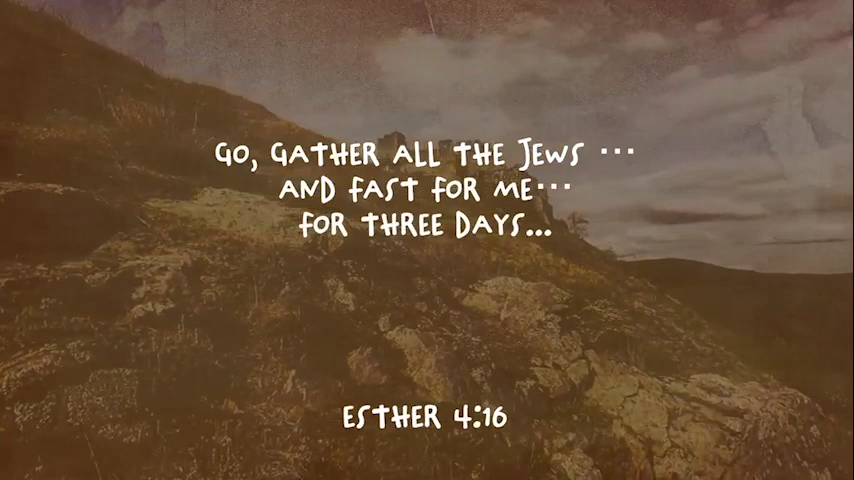 Go, gather all the Jews ...
and fast for me...
for three days...
Esther 4:16